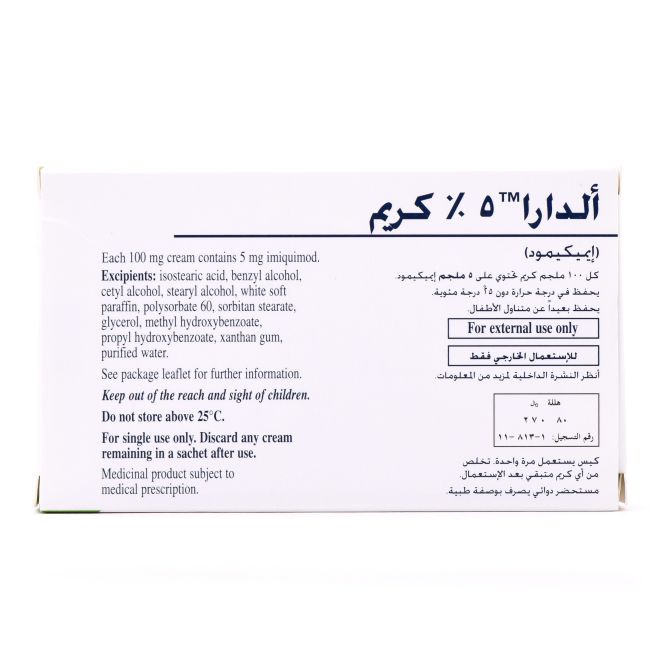 ألدارا™ ٥ ٪ كريم
Each 100 mg cream contains 5 mg imiquimod.
Excipients: isostearic acid, benzyl alcohol,
cetyl alcohol, stearyl alcohol, white soft
paraffin, polysorbate 60, sorbitan stearate,
glycerol, methyl hydroxybenzoate,
propyl hydroxybenzoate, xanthan gum,
purified water.
See package leaflet for further information.
Keep out of the reach and sight of children.
Do not store above 25°C.
For single use only. Discard any cream
remaining in a sachet after use.
Medicinal product subject to
medical prescription.
(إيميكيمود)
كل ١٠٠ ملجم كريم تحتوي على ٥ ملجم إيميكيمود.
يحفظ في درجة حرارة دون ٢٥ْ درجة مئوية.
يحفظ بعيداً عن متناول الأطفال.
For external use only
للإستعمال الخارجي فقط
أنظر النشرة الداخلية لمزيد من المعلومات.
هللة ريال
٨٠ ٢٧٠
رقم التسجيل: ١-٨١٣-١١
كيس يستعمل مرة واحدة. تخلص
من أي كريم متبقي بعد الإستعمال.
مستحضر دوائي يصرف بوصفة طبية.